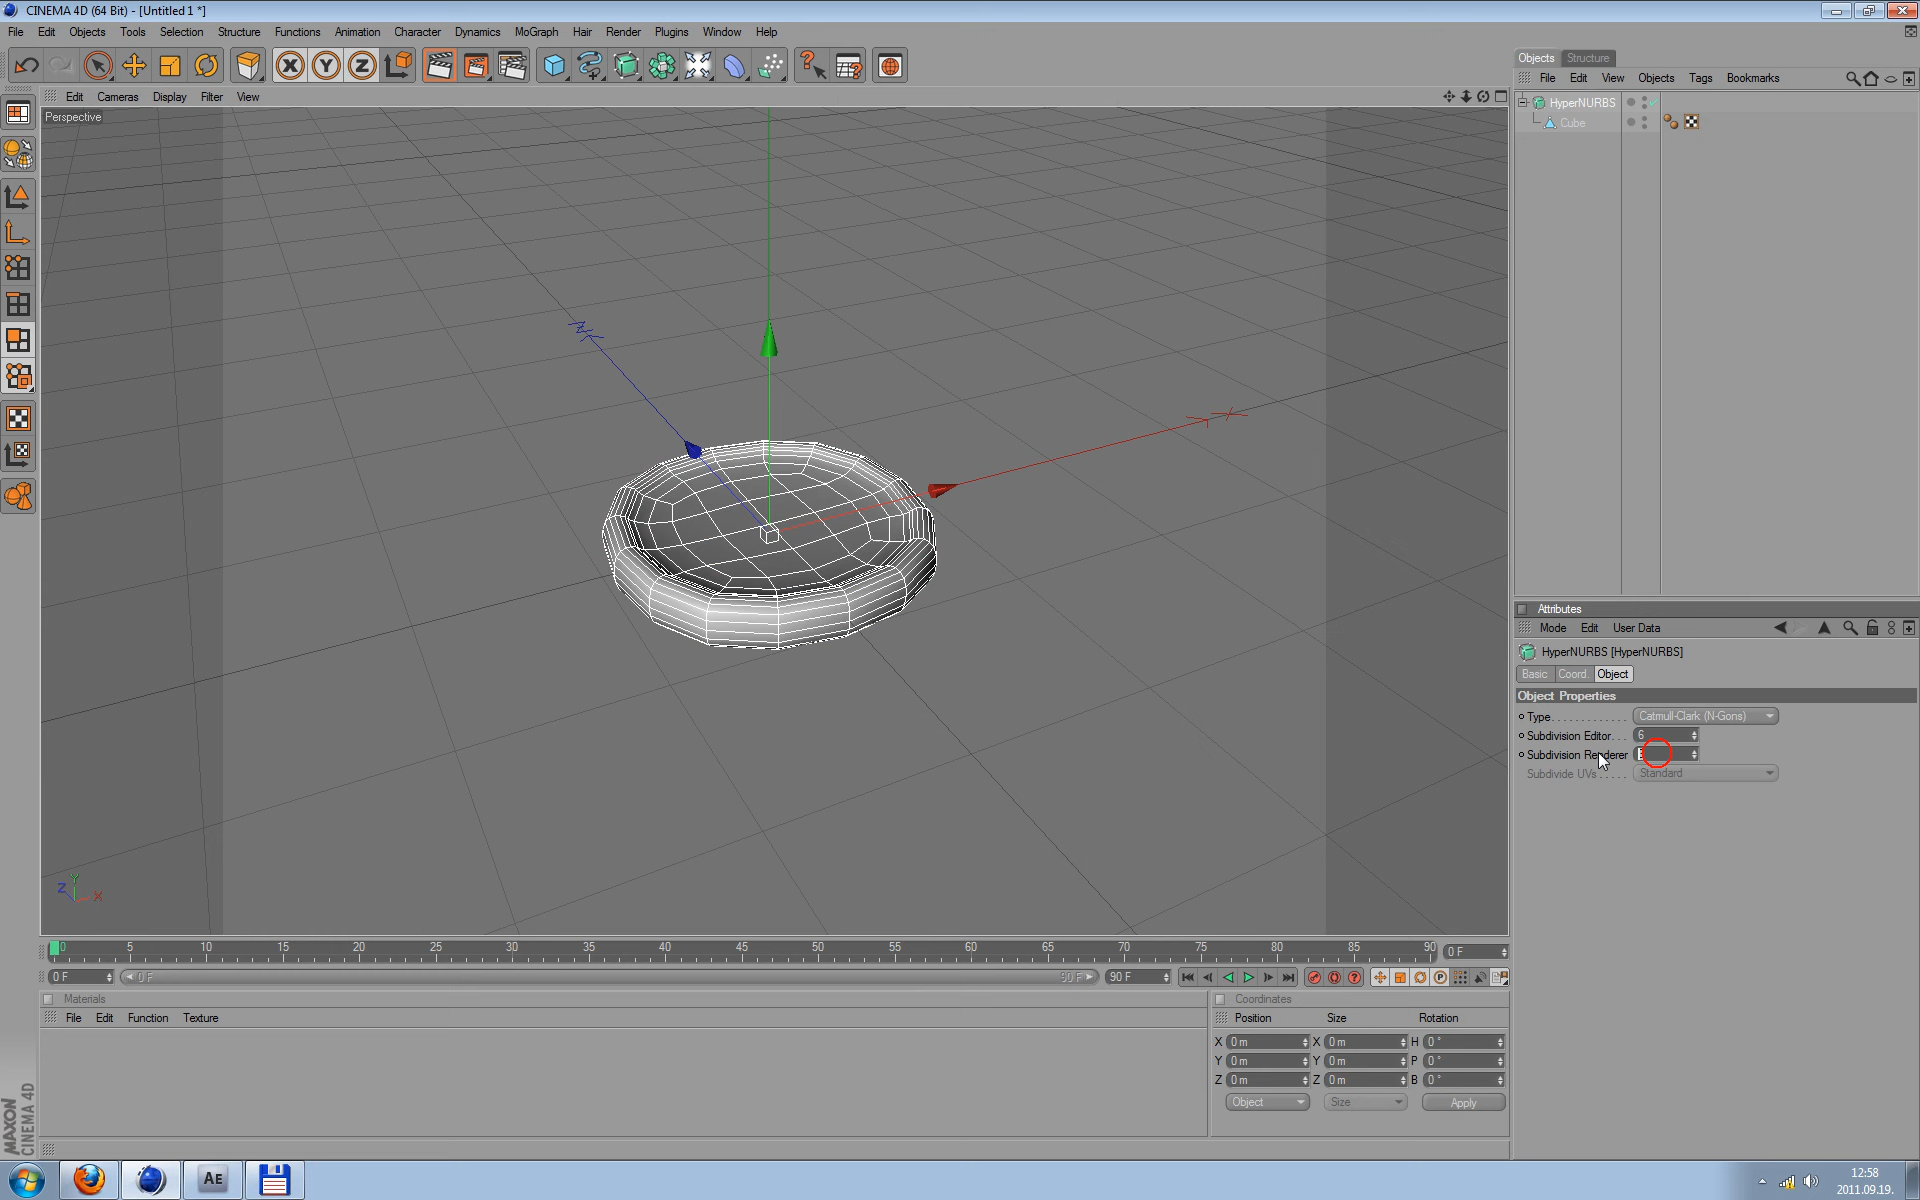 CINEMA 4D (64 Bit) - [Untitled 1 *]
File Edit Objects Tools Selection Structure Functions Animation Character Dynamics MoGraph Hair Render Plugins Window Help
Objects Structure
File Edit View Objects Tags Bookmarks
Edit Cameras Display Filter View
HyperNURBS
Cube
Perspective
Z
X
Y
Z X
Attributes
Mode Edit User Data
HyperNURBS [HyperNURBS]
Basic Coord. Object
Object Properties
Type Catmull-Clark (N-Gons)
Subdivision Editor 6
Subdivision Renderer
Subdivide UVs Standard
0 5 10 15 20 25 30 35 40 45 50 55 60 65 70 75 80 85 90 0 F
0 F 0 F 90 F 90 F
Materials
File Edit Function Texture
Coordinates
Position Size Rotation
X 0 m X 0 m H 0 °
Y 0 m Y 0 m P 0 °
Z 0 m Z 0 m B 0 °
Object Size Apply
MAXON
CINEMA 4D
AE
12:58
2011.09.19.